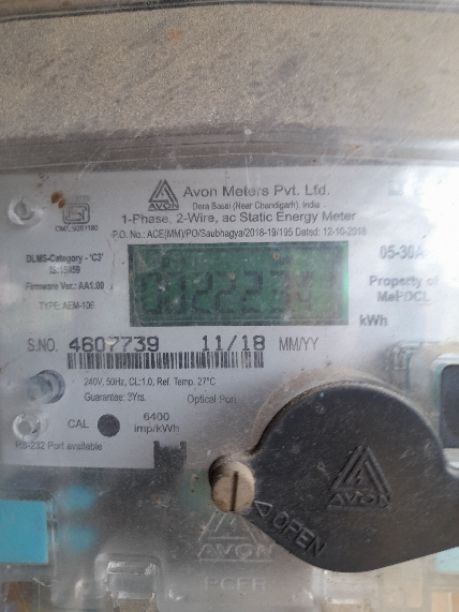 AVON
Avon Meters Pvt. Ltd.
Dera Bassi (Near Chandigarh), India
1-Phase, 2-Wire, ac Static Energy Meter
P.O. No.: ACE(MM)/PO/Saubhagya/2018-19/195 Dated: 12-10-2018
DLMS-Category - 'C3'
05-30A
IS:15959
Firmware Ver.: AA1.00
Property of
MePDCL
TYPE: AEM-106
kWh
S.NO. 4607739 11/18 MM/YY
240V, 50Hz, CL:1.0, Ref. Temp. 27°C
Guarantee: 3Yrs. Optical Port
CAL 6400
imp/kWh
RS-232 Port available
AVON
OPEN
AVON